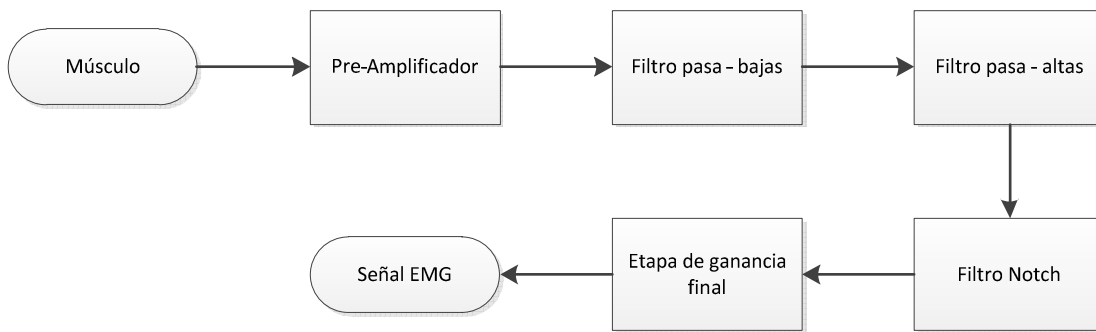 Músculo
Pre-Amplificador
Filtro pasa - bajas
Filtro pasa - altas
Filtro Notch
Etapa de ganancia
final
Señal EMG